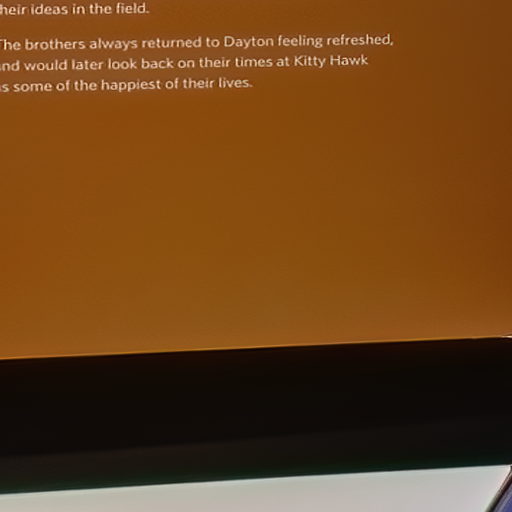 heir ideas in the field.
The brothers always returned to Dayton feeling refreshed,
nd would later look back on their times at Kitty Hawk
s some of the happiest of their lives.